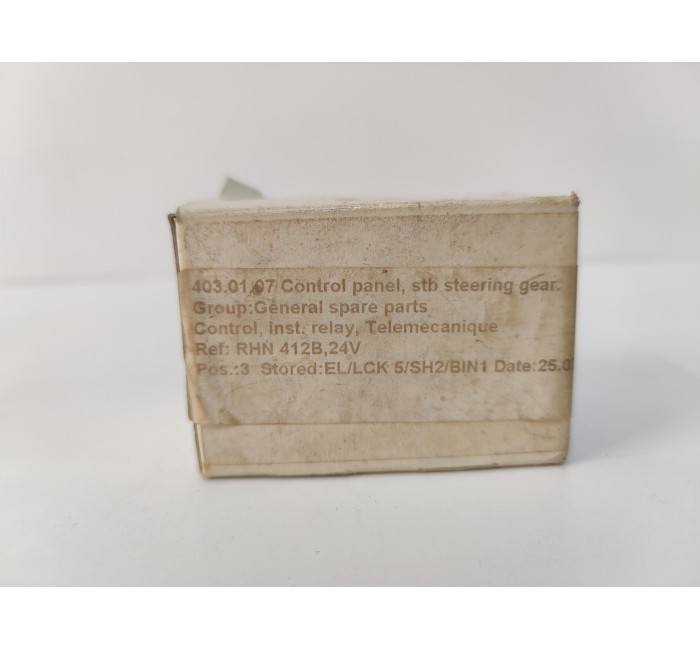 403.01.07 Control panel, stb steering gear.
Group:General spare parts
Control, inst. relay, Telemecanique
Ref: RHN 412B,24V
Pos.:3 Stored:EL/LCK 5/SH2/BIN1 Date:25.0